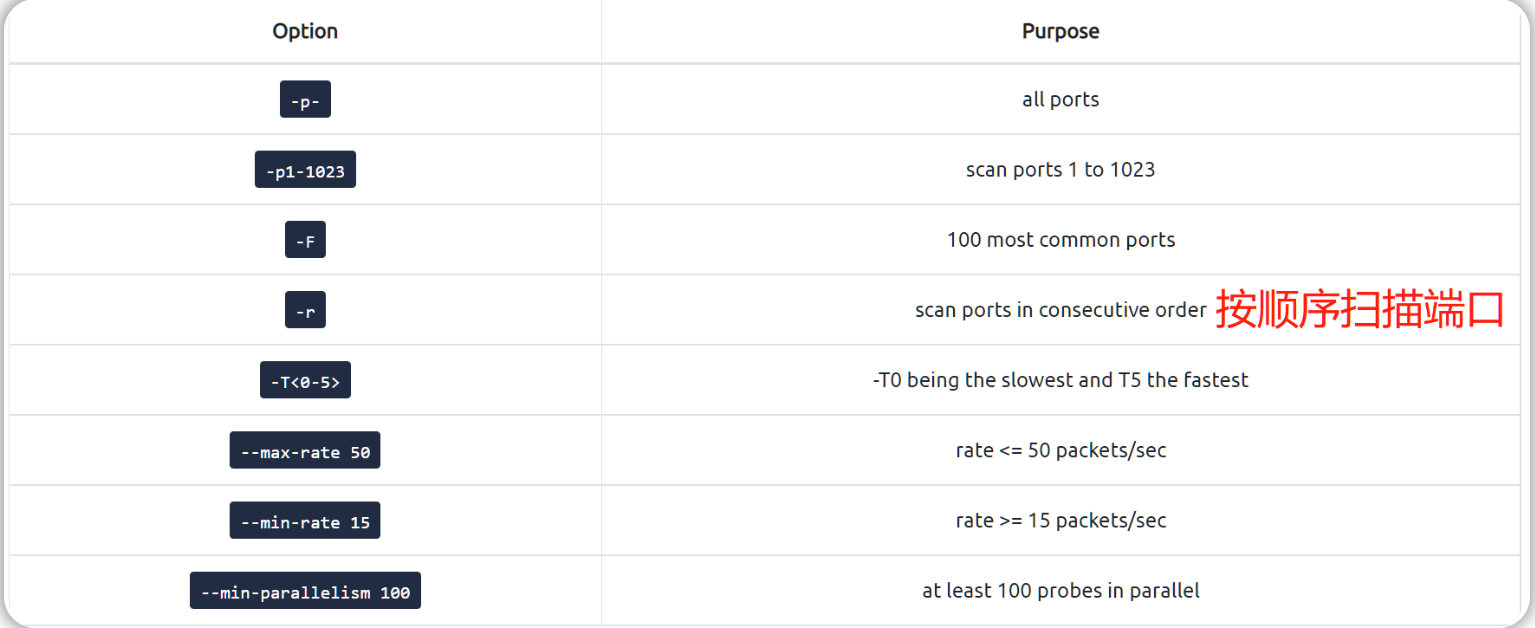 Option Purpose
-p- all ports
-p1-1023 scan ports 1 to 1023
-F 100 most common ports
-r scan ports in consecutive order 按顺序扫描端口
-T<0-5> -T0 being the slowest and T5 the fastest
--max-rate 50 rate <= 50 packets/sec
--min-rate 15 rate >= 15 packets/sec
--min-parallelism 100 at least 100 probes in parallel